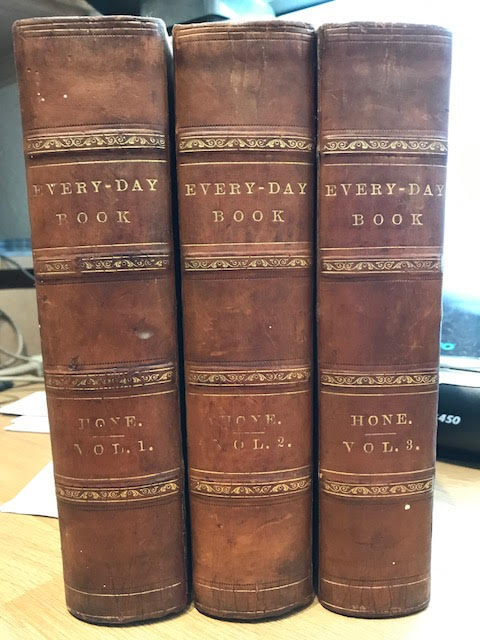 EVERY-DAY
BOOK
HONE.
VOL. 1.
EVERY-DAY
BOOK
HONE.
VOL. 2.
EVERY-DAY
BOOK
HONE.
VOL. 3.
450